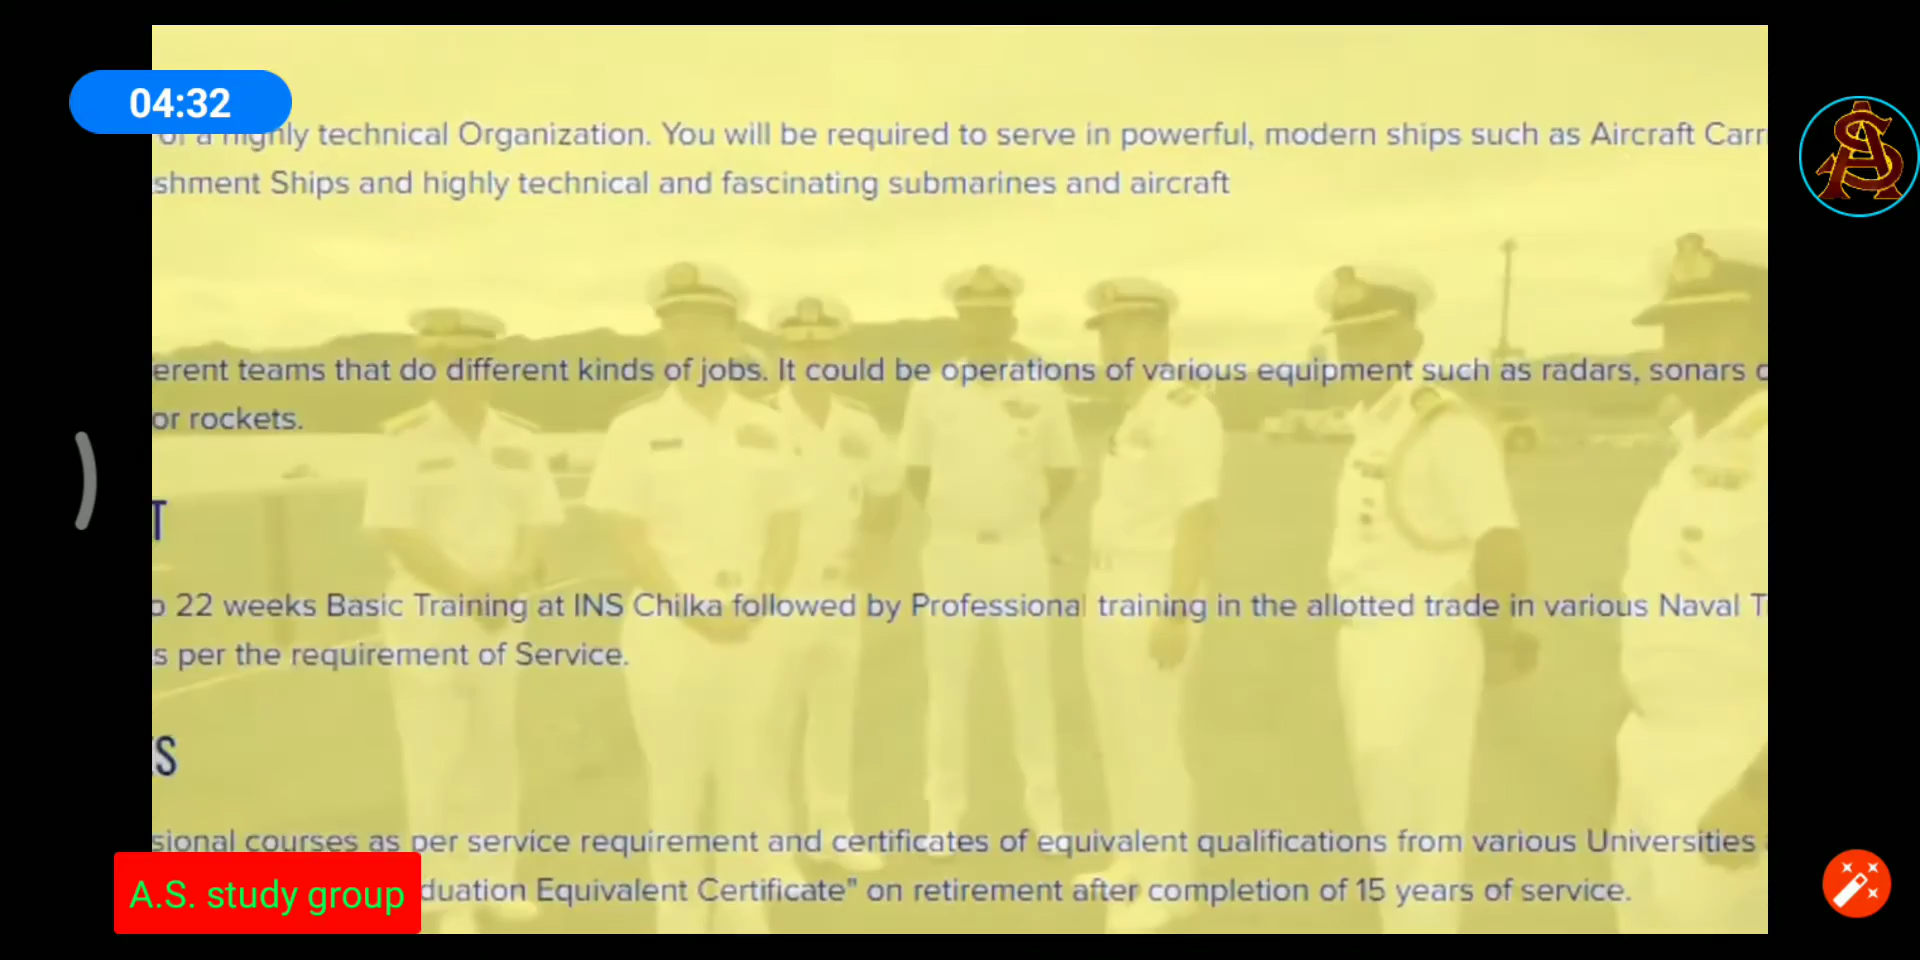 04:32
of a highly technical Organization. You will be required to serve in powerful, modern ships such as Aircraft Carr
shment Ships and highly technical and fascinating submarines and aircraft
erent teams that do different kinds of jobs. It could be operations of various equipment such as radars, sonars
or rockets.
T
22 weeks Basic Training at INS Chilka followed by Professional training in the allotted trade in various Naval
s per the requirement of Service.
S
sional courses as per service requirement and certificates of equivalent qualifications from various Universities
A.S. study group
duation Equivalent Certificate" on retirement after completion of 15 years of service.